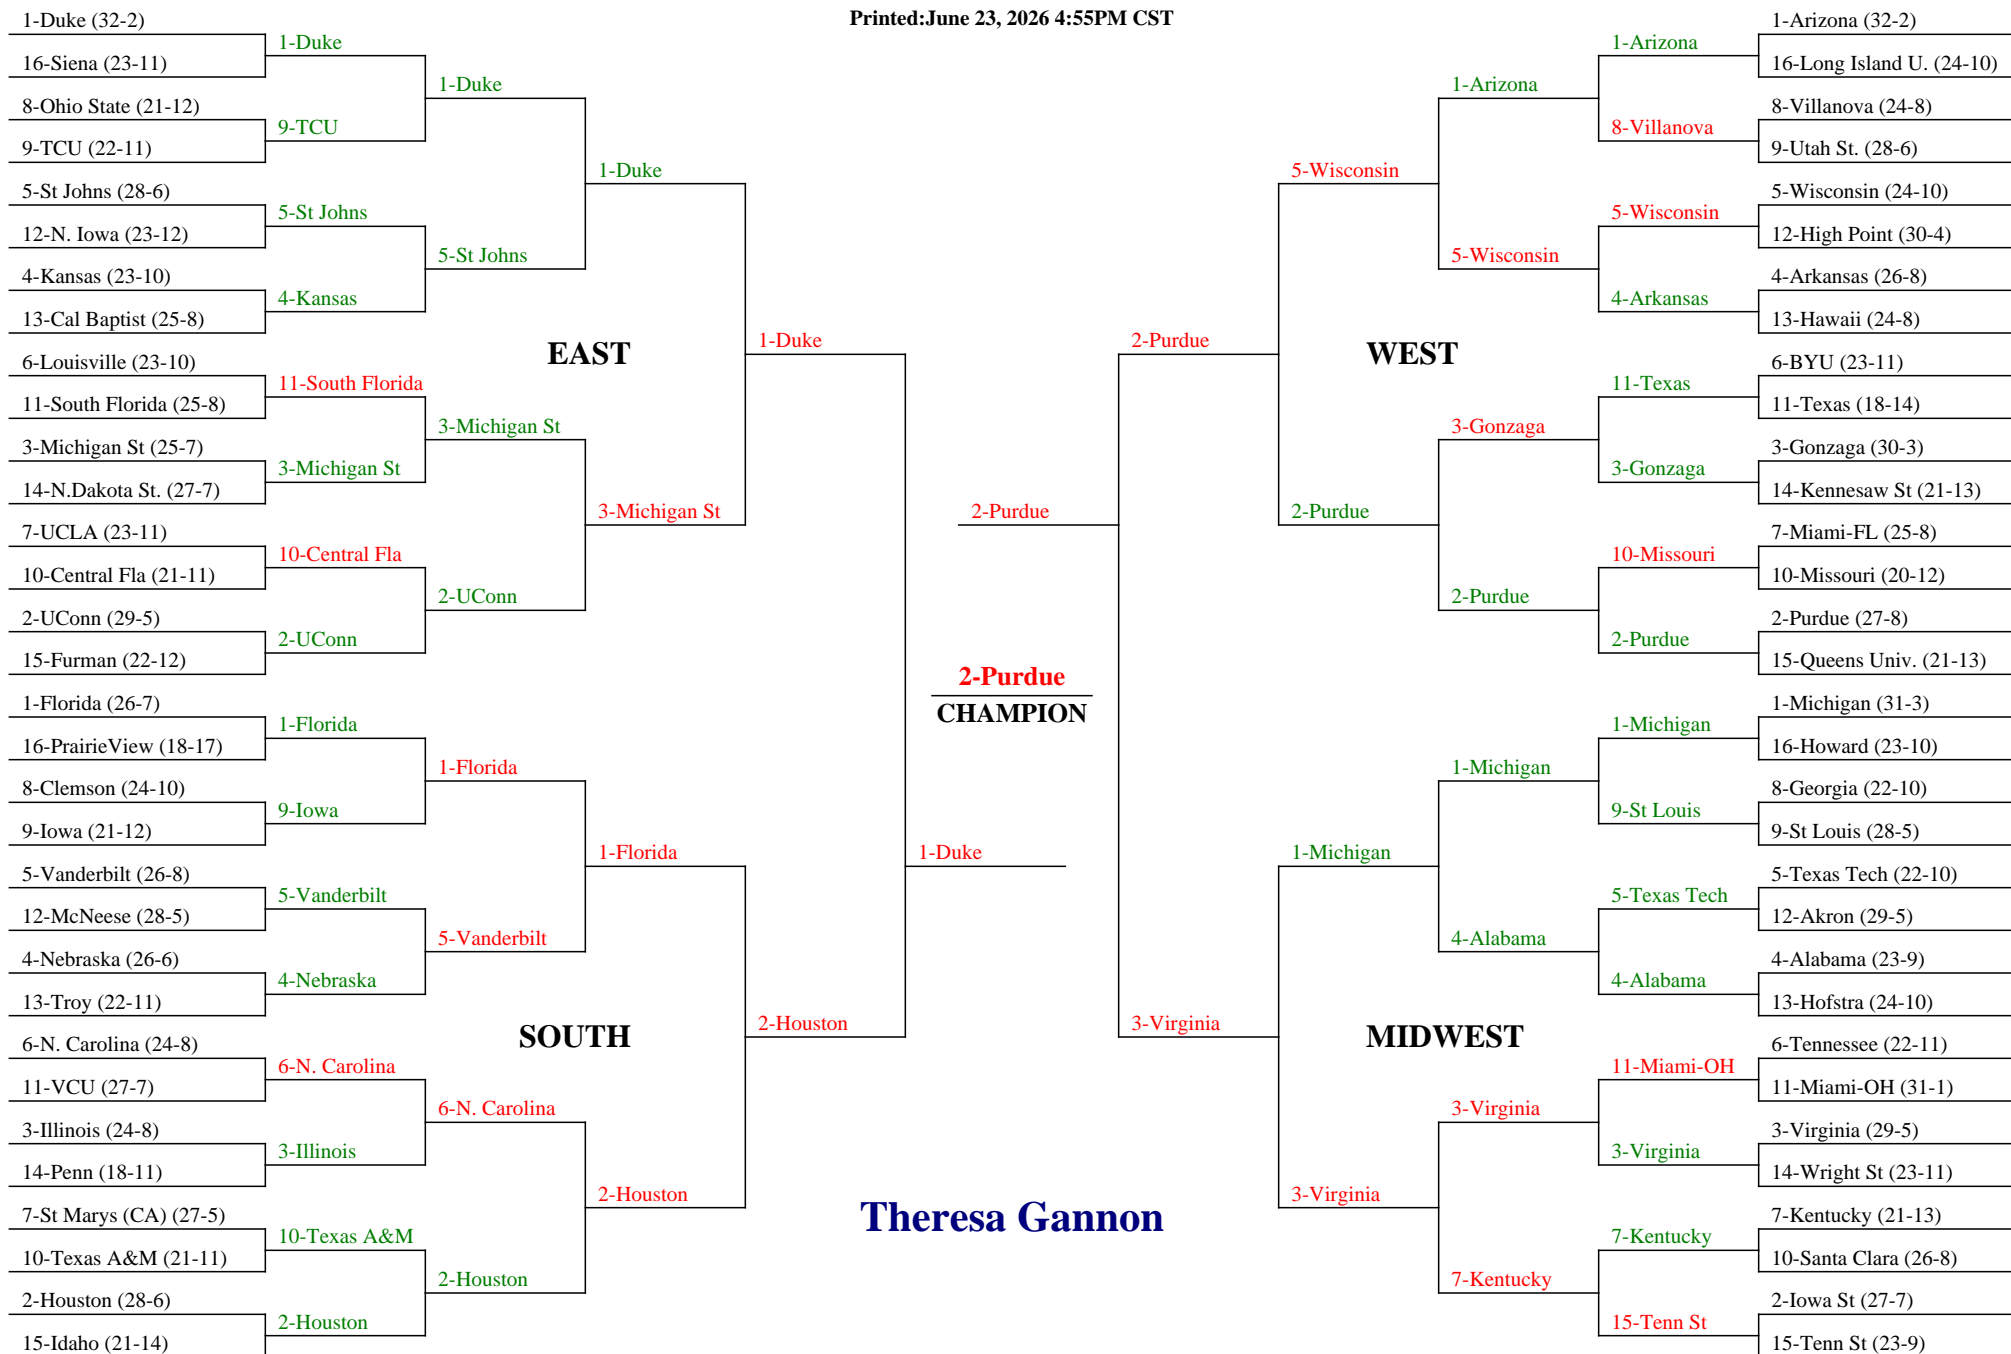 Printed:June 23, 2026 4:55PM CST
1-Duke (32-2)
16-Siena (23-11)
8-Ohio State (21-12)
9-TCU (22-11)
5-St Johns (28-6)
12-N. Iowa (23-12)
4-Kansas (23-10)
13-Cal Baptist (25-8)
6-Louisville (23-10)
11-South Florida (25-8)
3-Michigan St (25-7)
14-N.Dakota St. (27-7)
7-UCLA (23-11)
10-Central Fla (21-11)
2-UConn (29-5)
15-Furman (22-12)
1-Florida (26-7)
16-PrairieView (18-17)
8-Clemson (24-10)
9-Iowa (21-12)
5-Vanderbilt (26-8)
12-McNeese (28-5)
4-Nebraska (26-6)
13-Troy (22-11)
6-N. Carolina (24-8)
11-VCU (27-7)
3-Illinois (24-8)
14-Penn (18-11)
7-St Marys (CA) (27-5)
10-Texas A&M (21-11)
2-Houston (28-6)
15-Idaho (21-14)
1-Duke
9-TCU
5-St Johns
4-Kansas
11-South Florida
3-Michigan St
10-Central Fla
2-UConn
1-Florida
9-Iowa
5-Vanderbilt
4-Nebraska
6-N. Carolina
3-Illinois
10-Texas A&M
2-Houston
1-Duke
5-St Johns
3-Michigan St
2-UConn
1-Florida
5-Vanderbilt
6-N. Carolina
2-Houston
1-Duke
EAST
3-Michigan St
1-Florida
SOUTH
2-Houston
1-Duke
2-Houston
1-Duke
2-Purdue
2-Purdue
CHAMPION
Theresa Gannon
2-Purdue
3-Virginia
5-Wisconsin
WEST
2-Purdue
1-Michigan
MIDWEST
3-Virginia
1-Arizona
5-Wisconsin
3-Gonzaga
2-Purdue
1-Michigan
4-Alabama
3-Virginia
7-Kentucky
1-Arizona
8-Villanova
5-Wisconsin
4-Arkansas
11-Texas
3-Gonzaga
10-Missouri
2-Purdue
1-Michigan
9-St Louis
5-Texas Tech
4-Alabama
11-Miami-OH
3-Virginia
7-Kentucky
15-Tenn St
1-Arizona (32-2)
16-Long Island U. (24-10)
8-Villanova (24-8)
9-Utah St. (28-6)
5-Wisconsin (24-10)
12-High Point (30-4)
4-Arkansas (26-8)
13-Hawaii (24-8)
6-BYU (23-11)
11-Texas (18-14)
3-Gonzaga (30-3)
14-Kennesaw St (21-13)
7-Miami-FL (25-8)
10-Missouri (20-12)
2-Purdue (27-8)
15-Queens Univ. (21-13)
1-Michigan (31-3)
16-Howard (23-10)
8-Georgia (22-10)
9-St Louis (28-5)
5-Texas Tech (22-10)
12-Akron (29-5)
4-Alabama (23-9)
13-Hofstra (24-10)
6-Tennessee (22-11)
11-Miami-OH (31-1)
3-Virginia (29-5)
14-Wright St (23-11)
7-Kentucky (21-13)
10-Santa Clara (26-8)
2-Iowa St (27-7)
15-Tenn St (23-9)